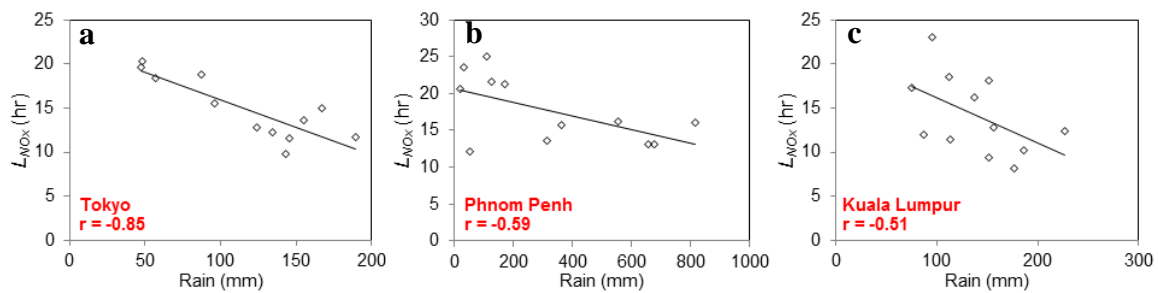 a
25
20
15
10
5
0
L_NOx (hr)
Tokyo
r = -0.85
0 50 100 150 200
Rain (mm)
b
30
25
20
15
10
5
0
L_NOx (hr)
Phnom Penh
r = -0.59
0 200 400 600 800 1000
Rain (mm)
c
25
20
15
10
5
0
L_NOx (hr)
Kuala Lumpur
r = -0.51
0 100 200 300
Rain (mm)